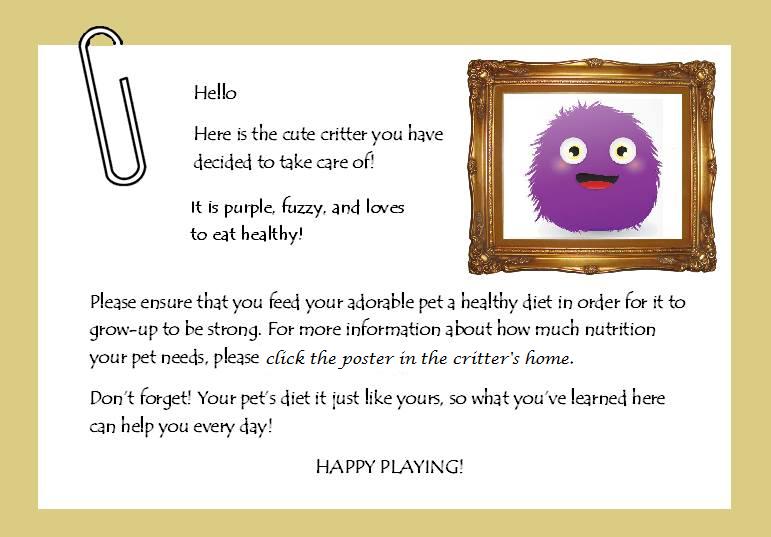 Hello
Here is the cute critter you have
decided to take care of!
It is purple, fuzzy, and loves
to eat healthy!
Please ensure that you feed your adorable pet a healthy diet in order for it to
grow-up to be strong. For more information about how much nutrition
your pet needs, please click the poster in the critter's home.
Don't forget! Your pet's diet it just like yours, so what you've learned here
can help you every day!
HAPPY PLAYING!